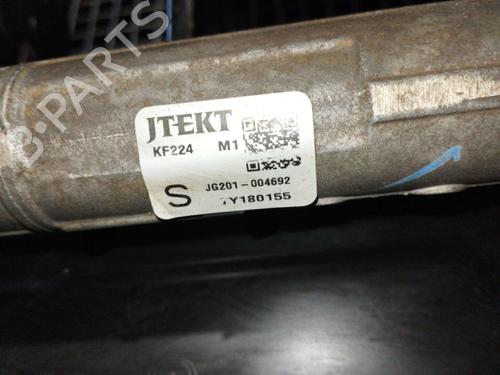 B-PARTS
JTEKT
KF224 M1
JG201-004692
S
7Y180155